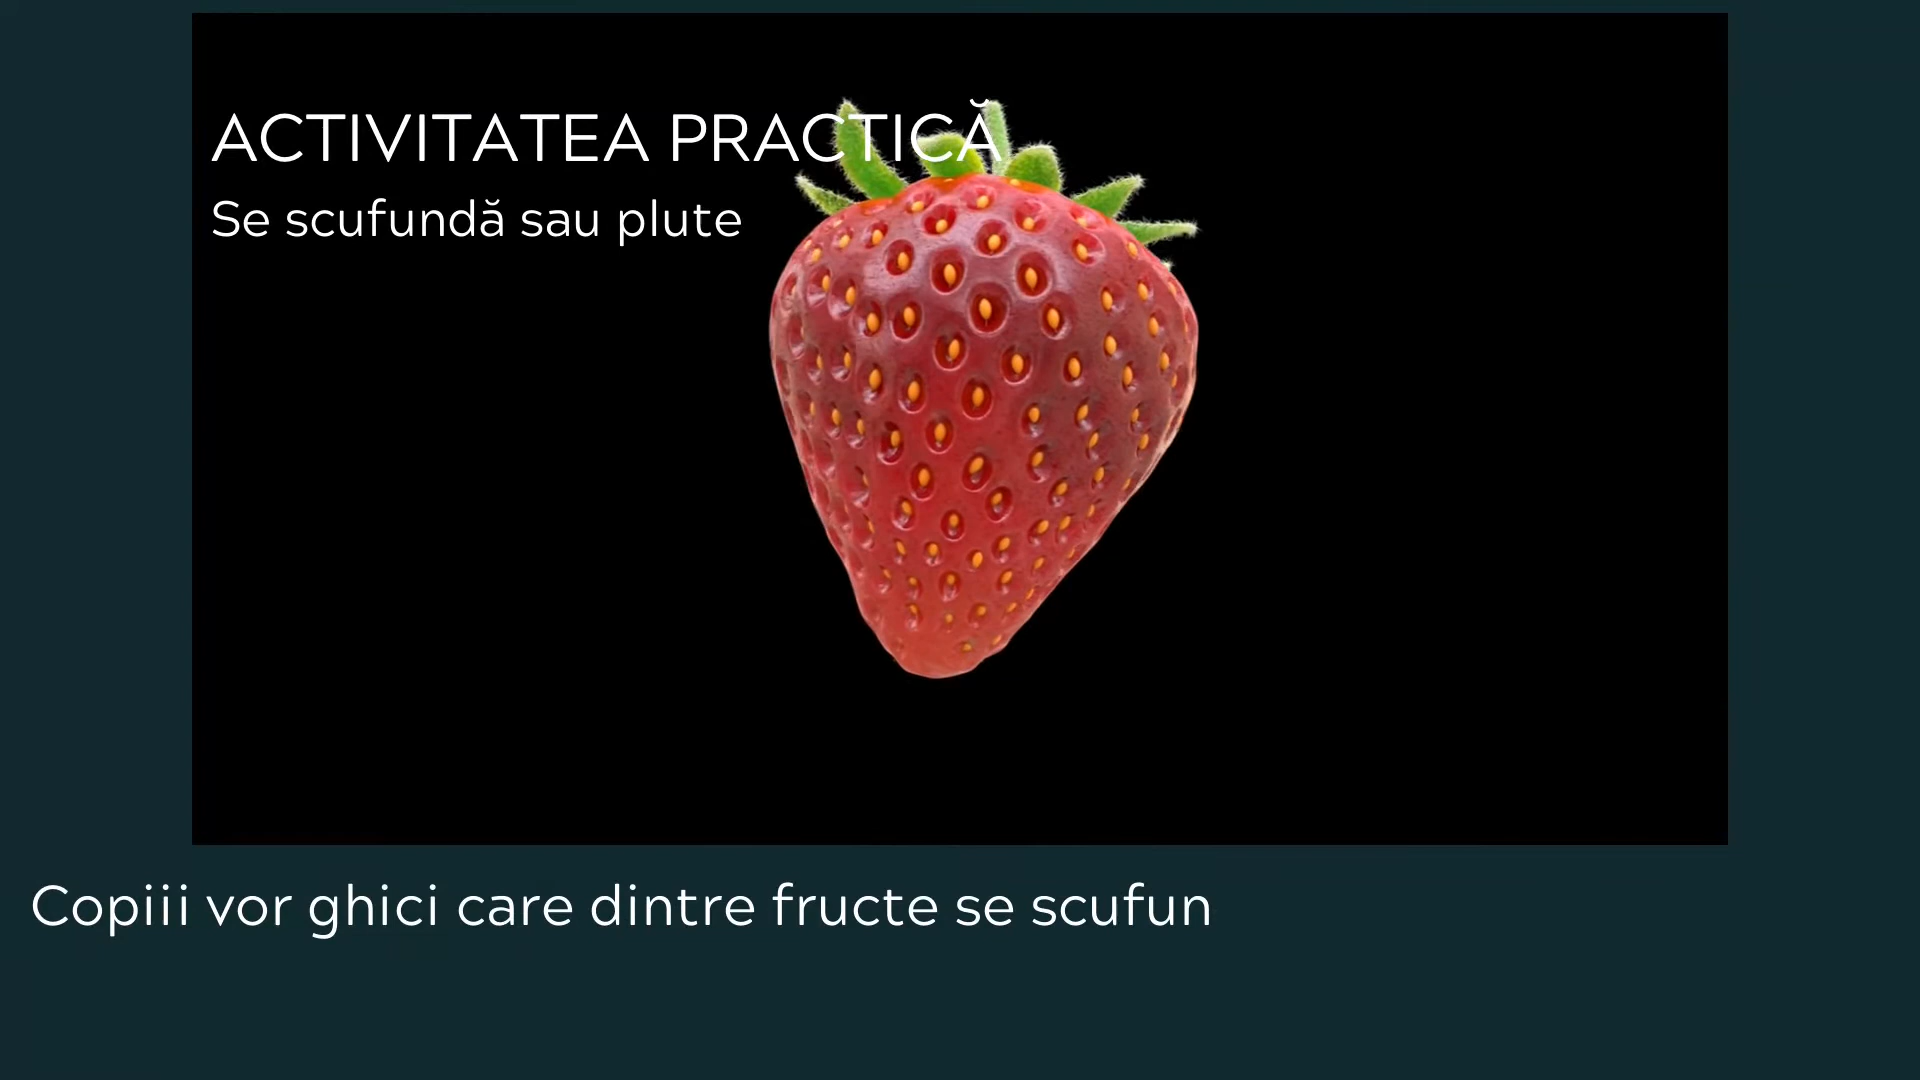 ACTIVITATEA PRACTICĂ
Se scufundă sau plute
Copiii vor ghici care dintre fructe se scufun